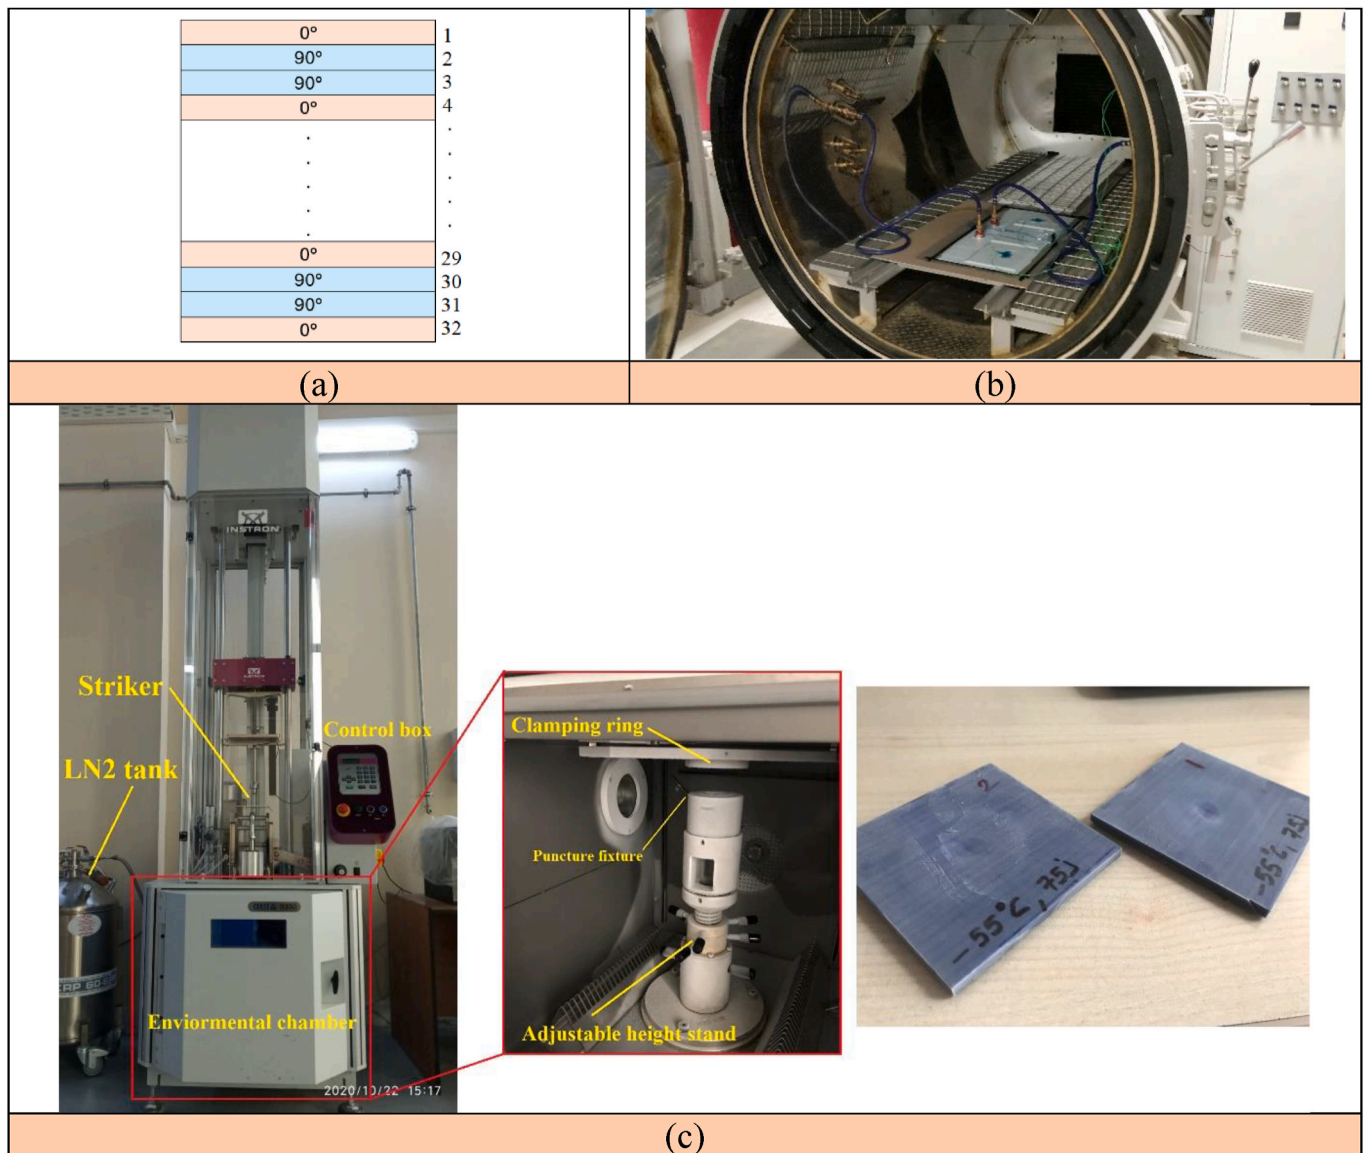 0° 1
90° 2
90° 3
0° 4
0° 29
90° 30
90° 31
0° 32
(a)
(b)
INSTRON
Striker
Control box
LN2 tank
Enviormental chamber
2020/10/22 15:17
Clamping ring
Puncture fixture
Adjustable height stand
2
-55°C, 75J
1
-55°C, 75J
(c)